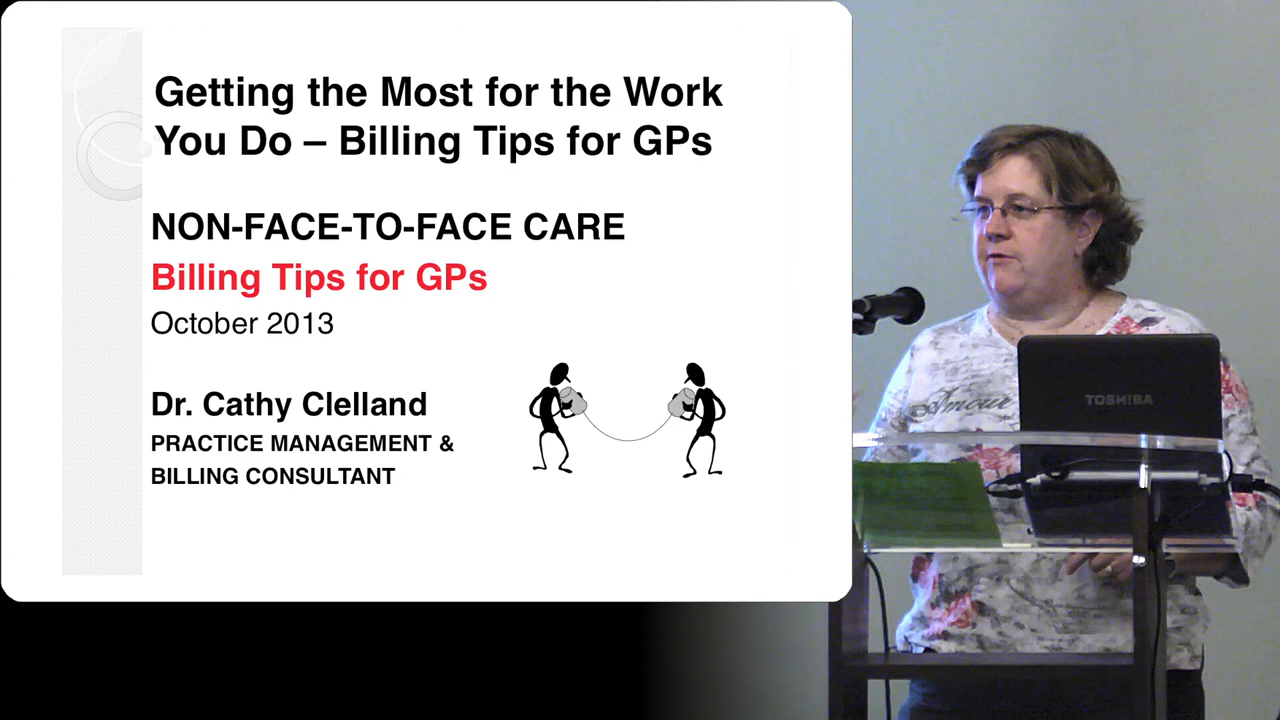 Getting the Most for the Work
You Do – Billing Tips for GPs
NON-FACE-TO-FACE CARE
Billing Tips for GPs
October 2013
Dr. Cathy Clelland
PRACTICE MANAGEMENT &
BILLING CONSULTANT
Amour
TOSHIBA